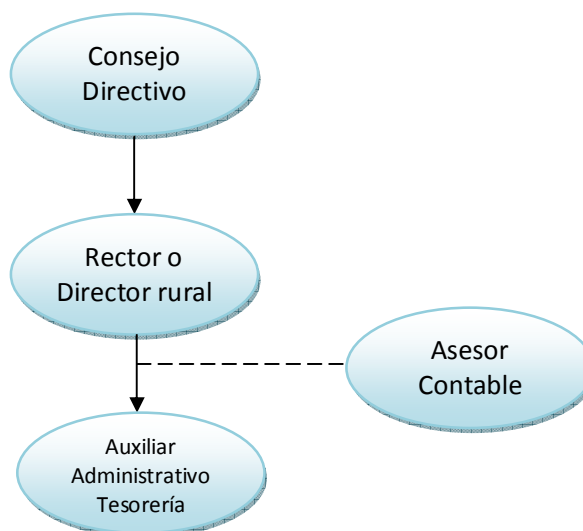 Consejo
Directivo
Rector o
Director rural
Asesor
Contable
Auxiliar
Administrativo
Tesorería